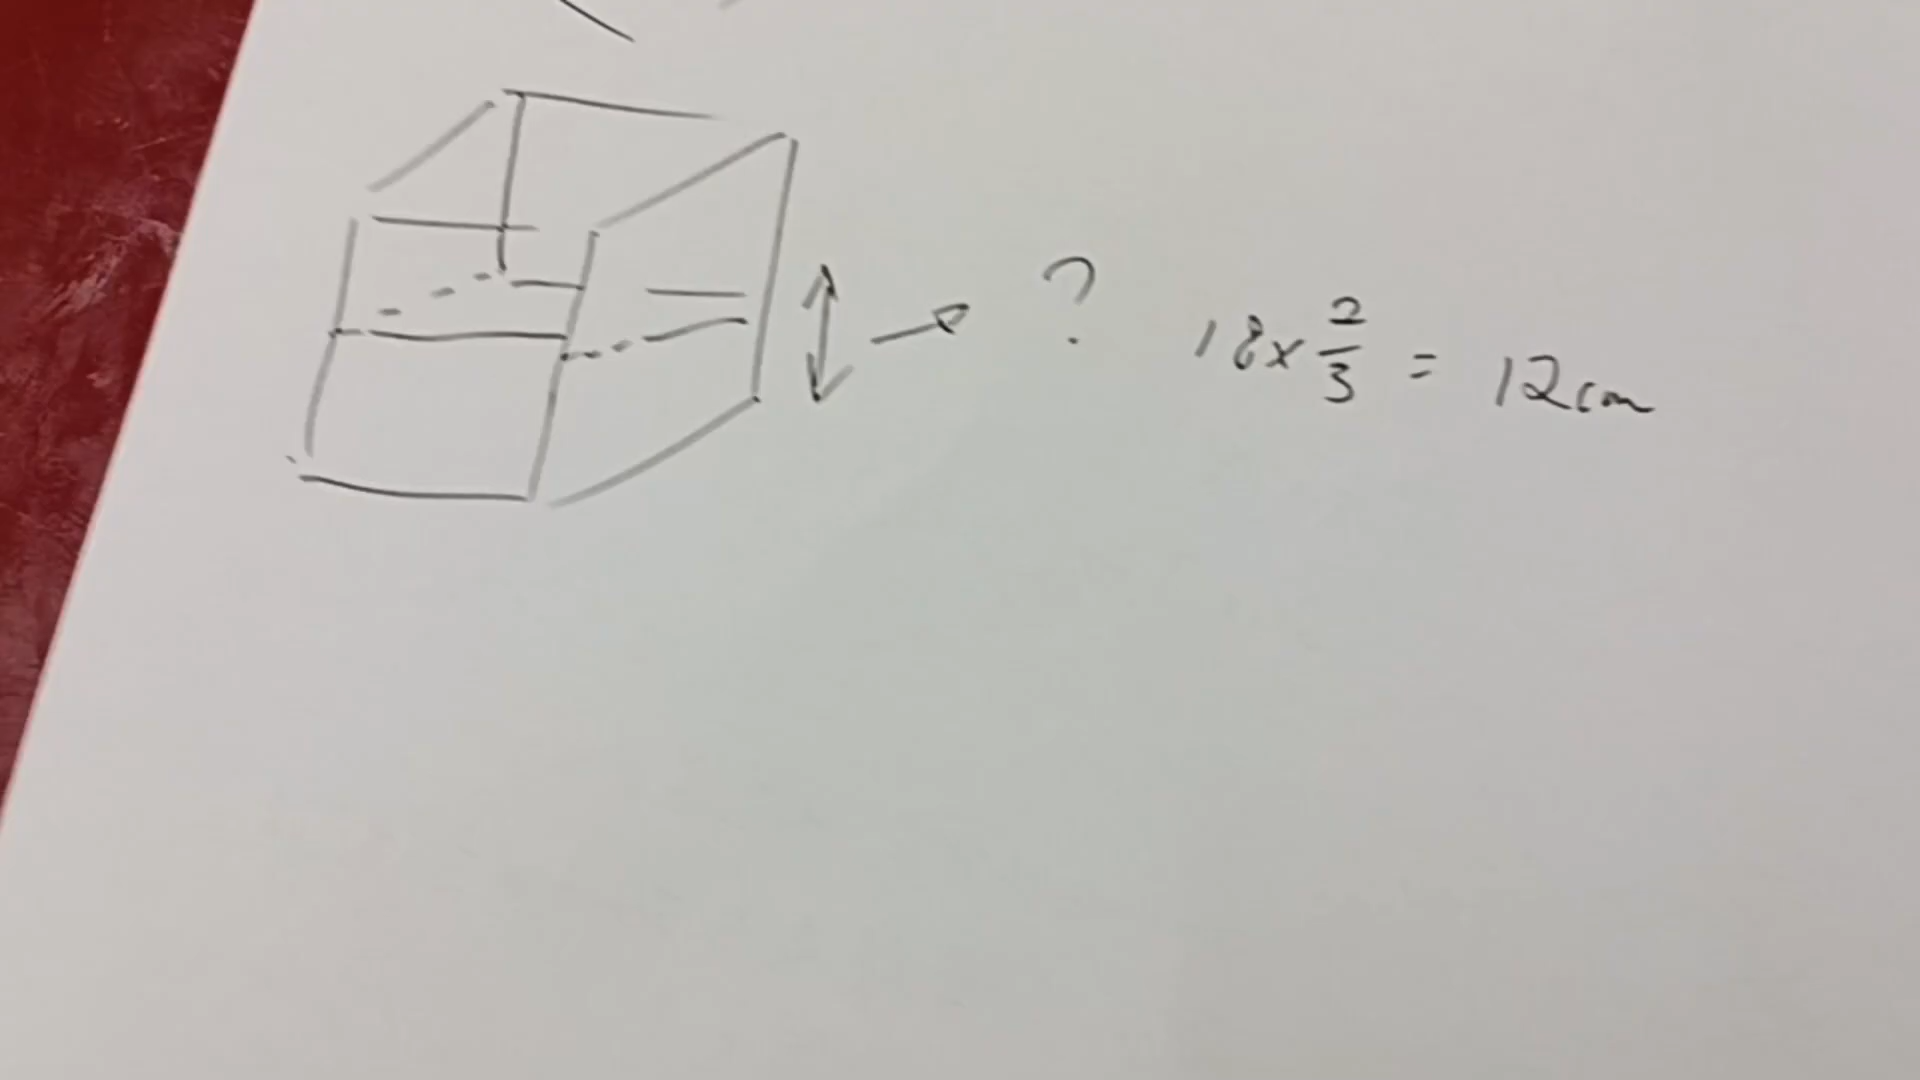 ? 18 × 2/3 = 12cm